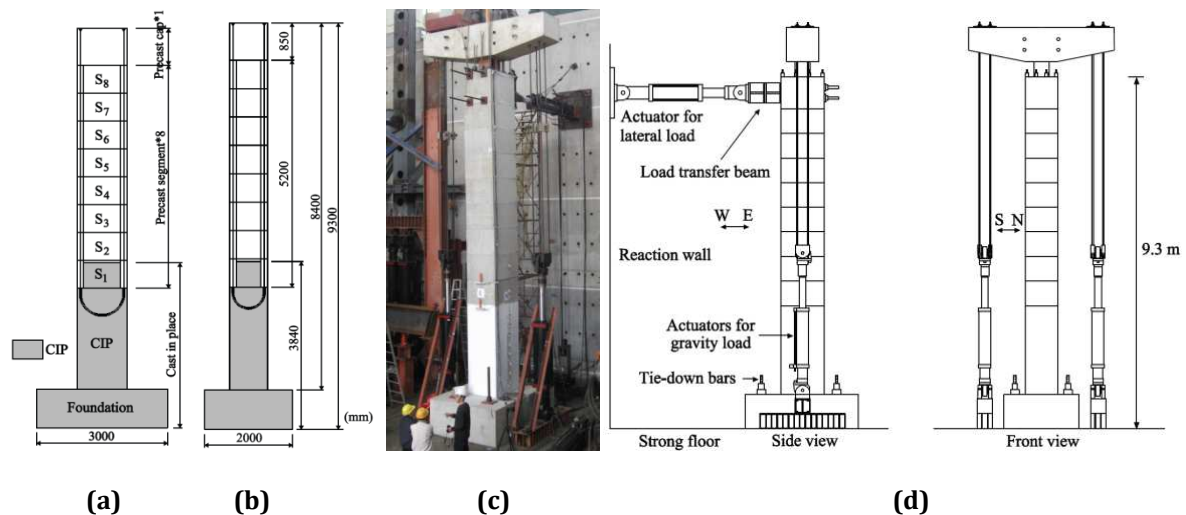 Precast cap*1
S8
S7
S6
S5
S4
S3
S2
S1
Precast segment*8
Cast in place
CIP
CIP
Foundation
3000
850
5200
8400
9300
3840
(mm)
2000
Actuator for
lateral load
Load transfer beam
W E
Reaction wall
Actuators for
gravity load
Tie-down bars
Strong floor
Side view
S N
9.3 m
Front view
(a)
(b)
(c)
(d)